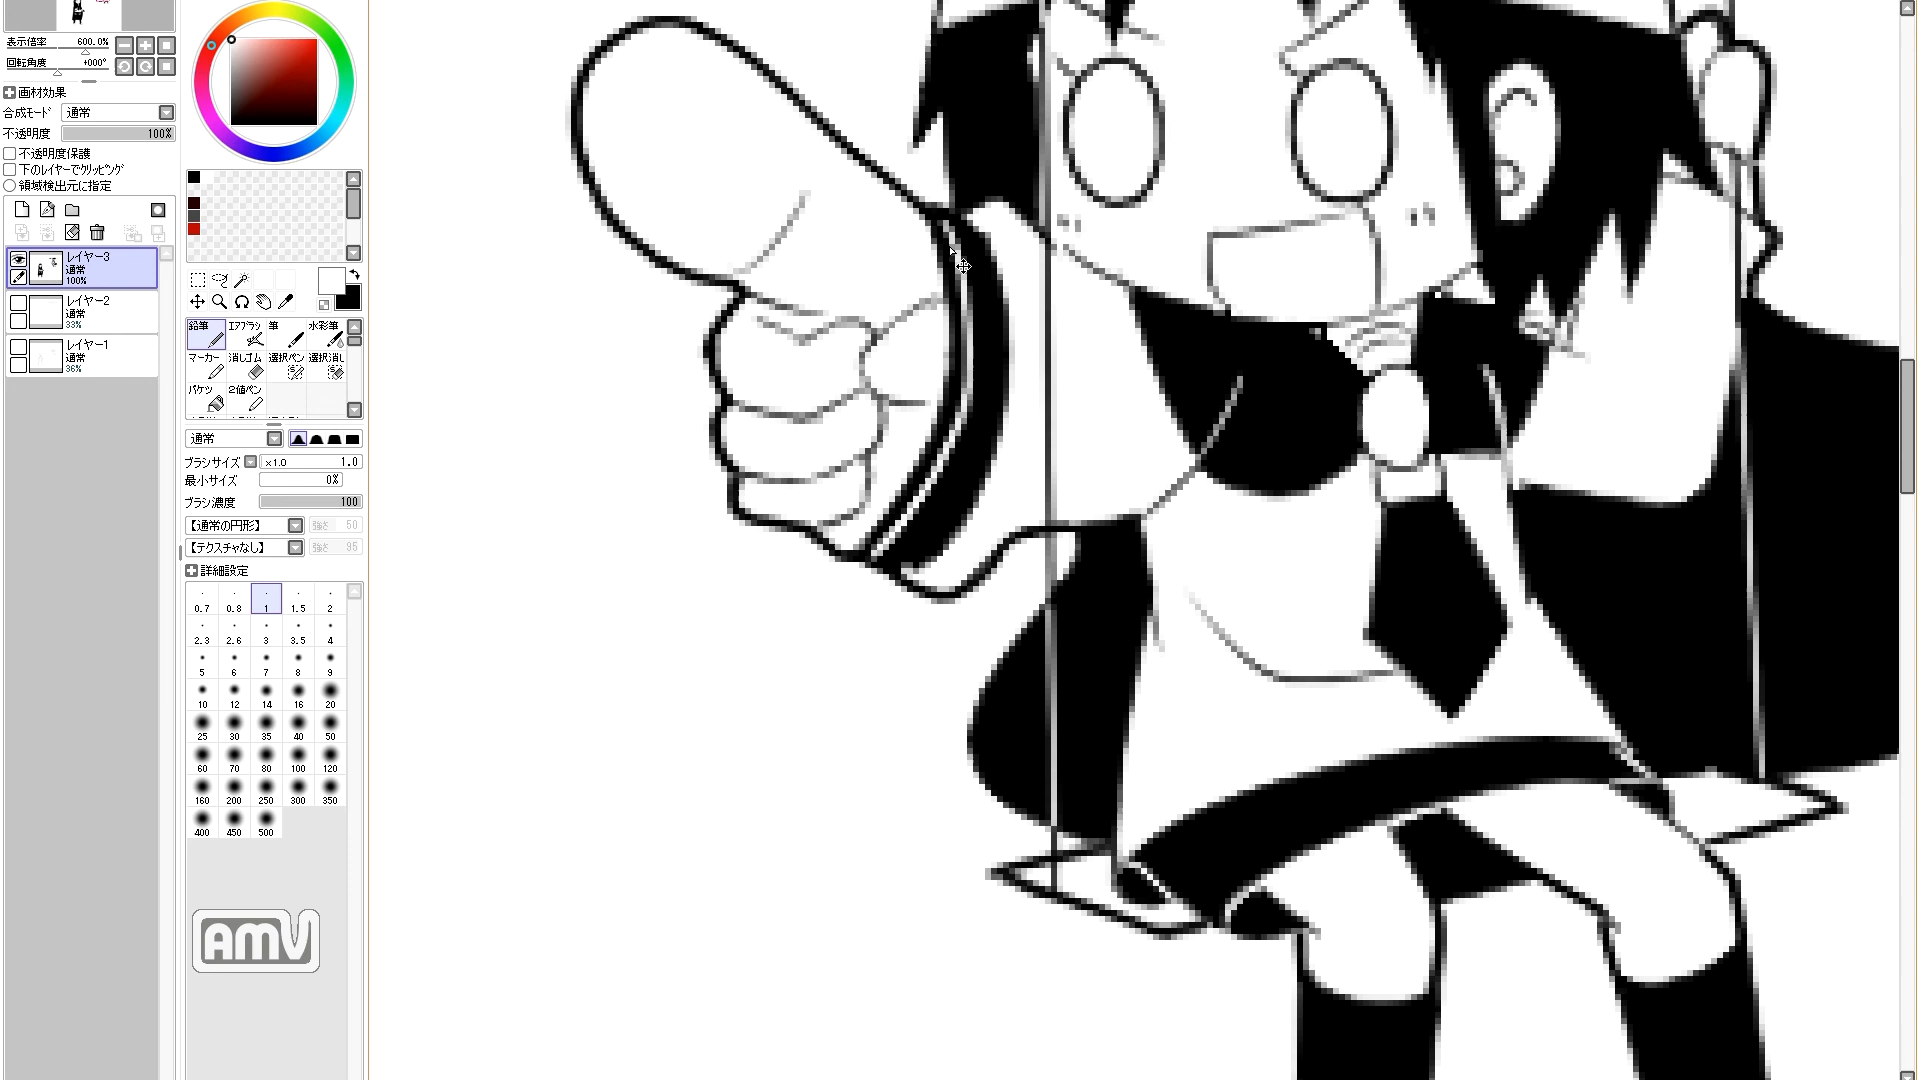 表示倍率 600.0%
回転角度 +000°
画材効果
合成モード 通常
不透明度 100%
不透明度保護
下のレイヤーでクリッピング
領域検出元に指定
レイヤー3
通常
100%
レイヤー2
通常
33%
レイヤー1
通常
36%
鉛筆 エアブラシ 筆 水彩筆
マーカー 消しゴム 選択ペン 選択消し
バケツ 2値ペン
通常
ブラシサイズ x1.0 1.0
最小サイズ 0%
ブラシ濃度 100
【通常の円形】 強さ 50
【テクスチャなし】 強さ 95
詳細設定
0.7 0.8 1 1.5 2
2.3 2.6 3 3.5 4
5 6 7 8 9
10 12 14 16 20
25 30 35 40 50
60 70 80 100 120
160 200 250 300 350
400 450 500
AMV